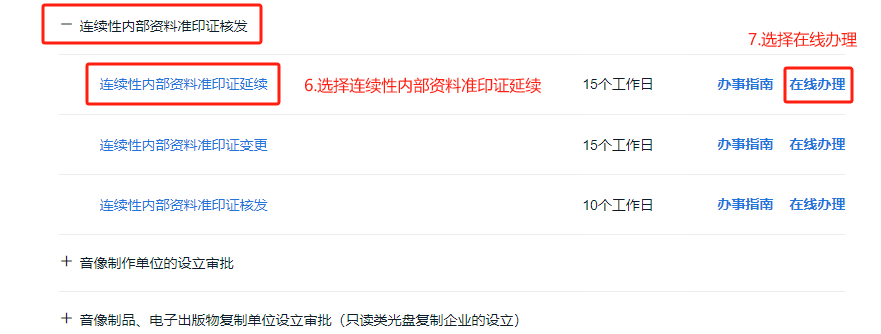 连续性内部资料准印证核发
7.选择在线办理
连续性内部资料准印证延续 6.选择连续性内部资料准印证延续 15个工作日 办事指南 在线办理
连续性内部资料准印证变更 15个工作日 办事指南 在线办理
连续性内部资料准印证核发 10个工作日 办事指南 在线办理
音像制作单位的设立审批
音像制品、电子出版物复制单位设立审批（只读类光盘复制企业的设立）